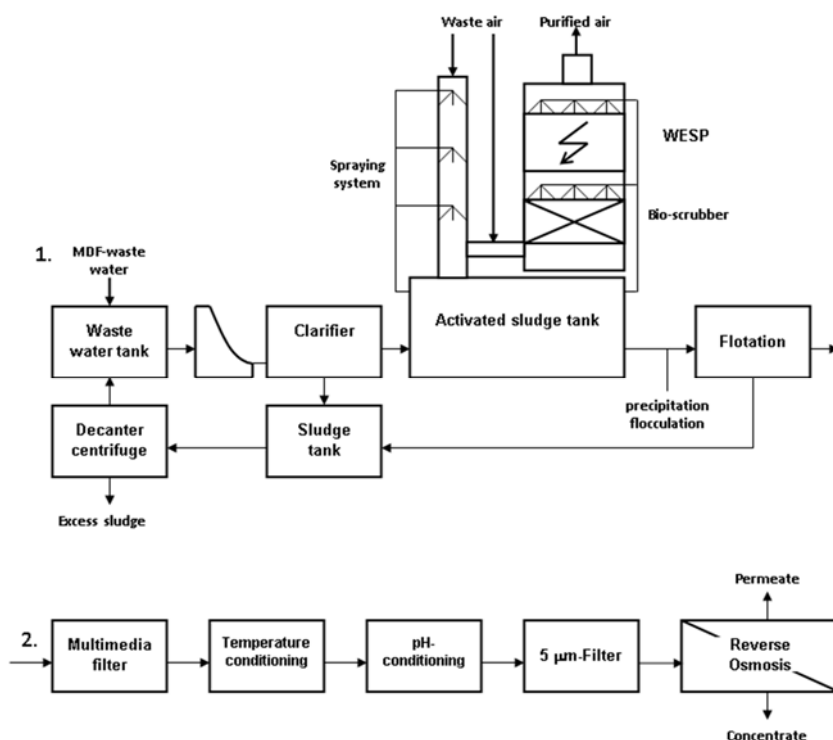 Waste air
Purified air
WESP
Spraying
system
Bio-scrubber
1.
MDF-waste
water
Waste
water tank
Clarifier
Activated sludge tank
Flotation
precipitation
flocculation
Decanter
centrifuge
Sludge
tank
Excess sludge
2.
Multimedia
filter
Temperature
conditioning
pH-
conditioning
5 µm-Filter
Permeate
Reverse
Osmosis
Concentrate